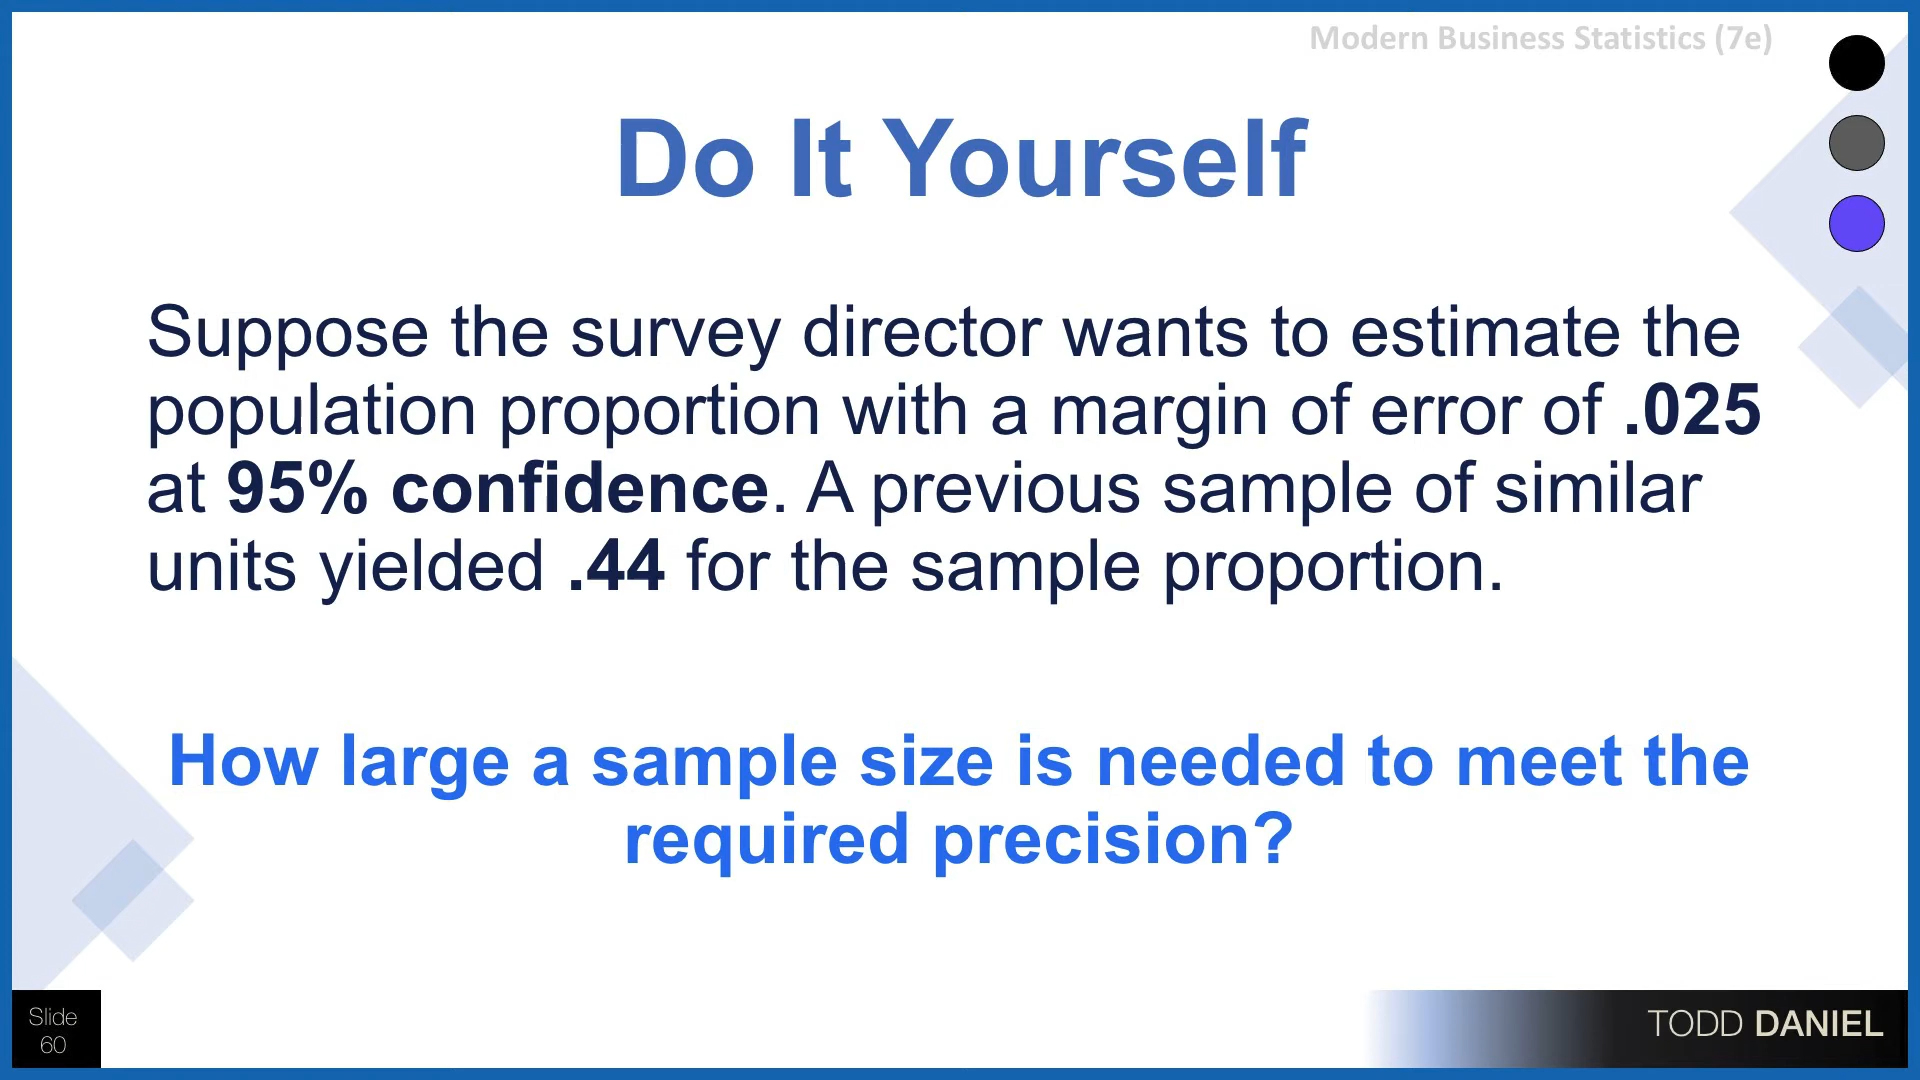 Modern Business Statistics (7e)
Do It Yourself
Suppose the survey director wants to estimate the
population proportion with a margin of error of .025
at 95% confidence. A previous sample of similar
units yielded .44 for the sample proportion.
How large a sample size is needed to meet the
required precision?
Slide
60
TODD DANIEL